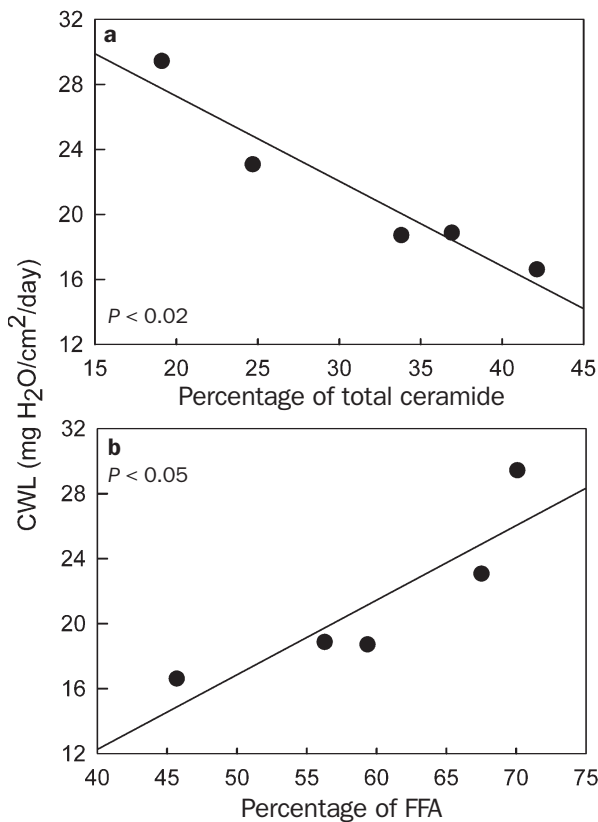 CWL (mg H2O/cm2/day)
32
a
28
24
20
16
P < 0.02
12
15 20 25 30 35 40 45
Percentage of total ceramide
32
b
P < 0.05
28
24
20
16
12
40 45 50 55 60 65 70 75
Percentage of FFA